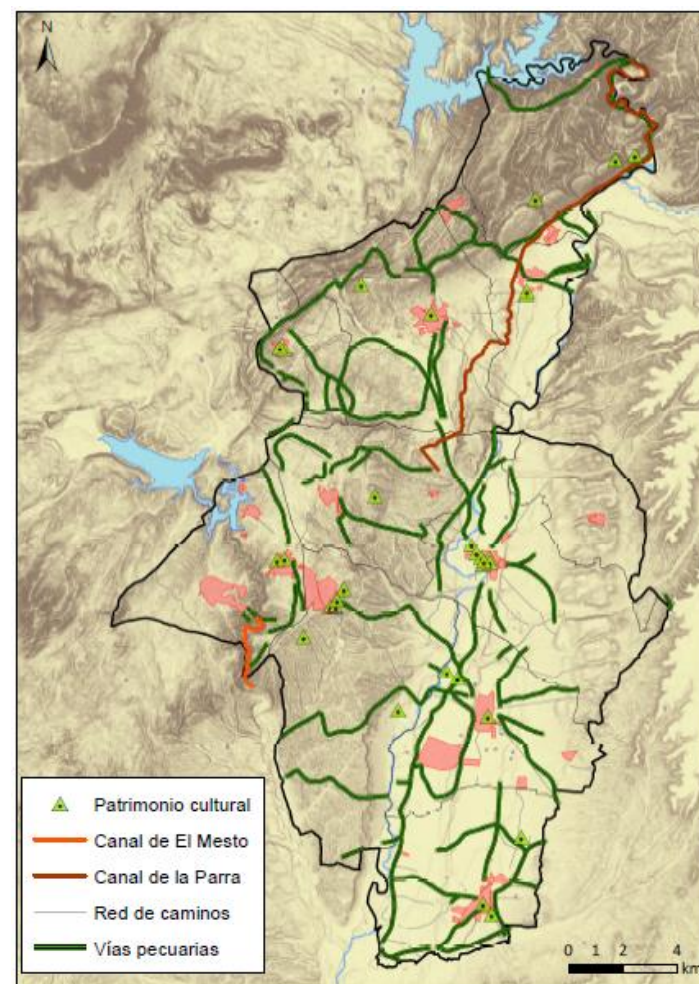 N
Patrimonio cultural
Canal de El Mesto
Canal de la Parra
Red de caminos
Vías pecuarias
0 1 2 4
km